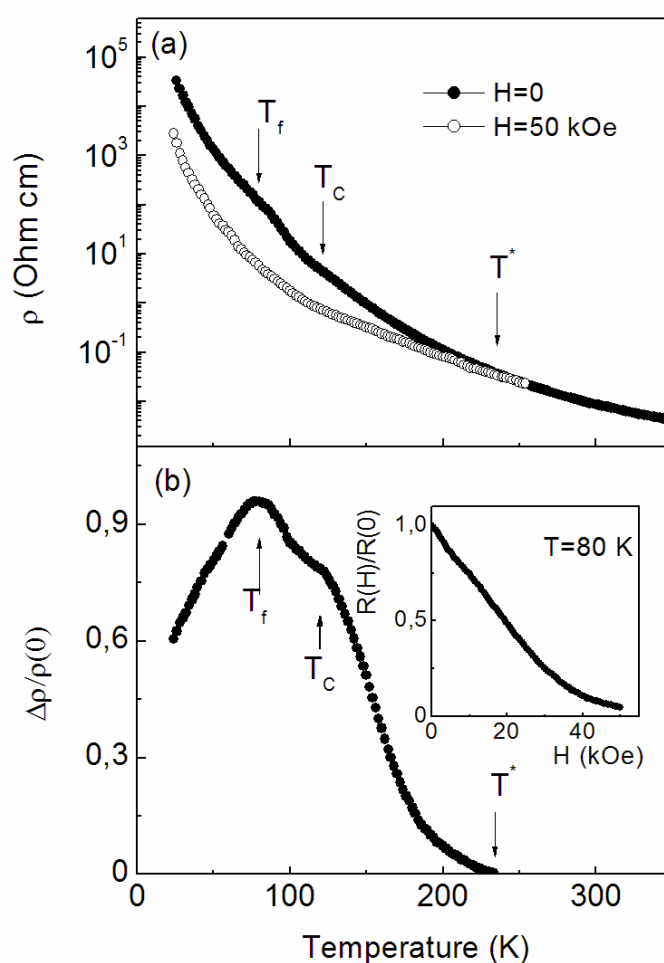 (a)
10^5
10^3
10^1
10^-1
ρ (Ohm cm)
H=0
H=50 kOe
T_f
T_C
T^*
(b)
0,9
0,6
0,3
0
Δρ/ρ(0)
T_f
T_C
T^*
1,0
0,5
0
R(H)/R(0)
T=80 K
0 20 40
H (kOe)
0 100 200 300
Temperature (K)